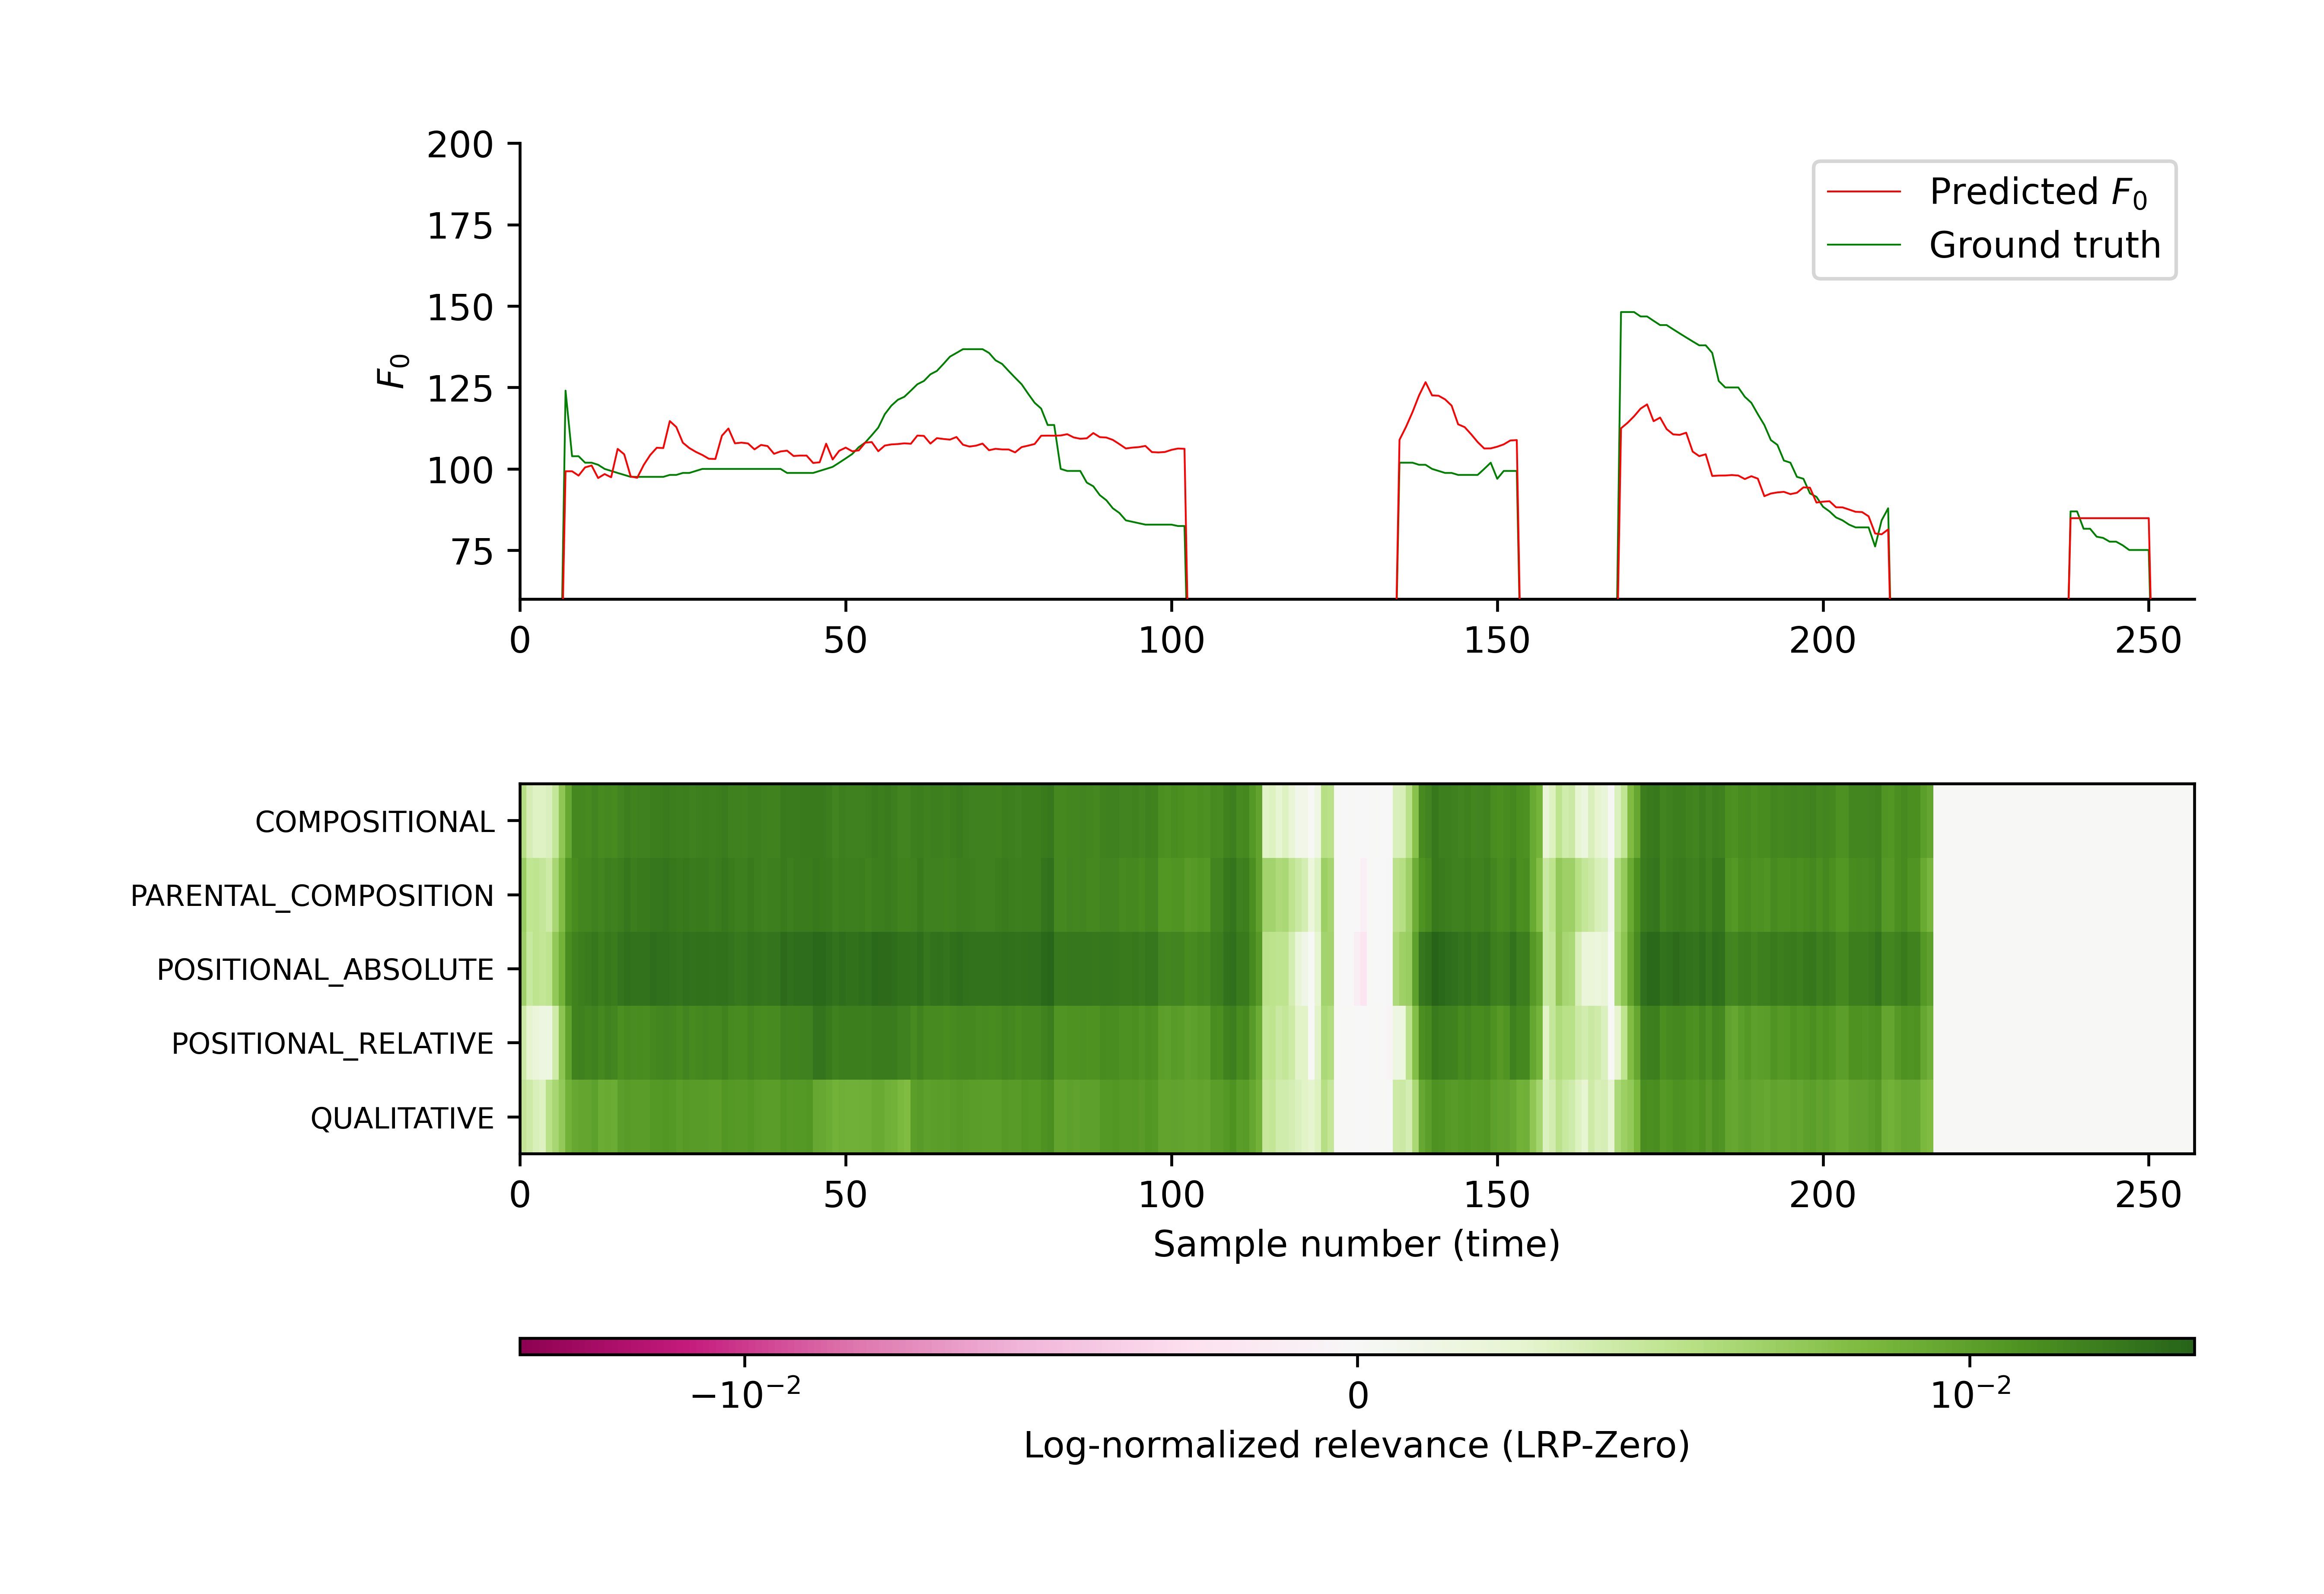 200
175
150
125
100
75
F₀
Predicted F₀
Ground truth
0 50 100 150 200 250
COMPOSITIONAL
PARENTAL_COMPOSITION
POSITIONAL_ABSOLUTE
POSITIONAL_RELATIVE
QUALITATIVE
0 50 100 150 200 250
Sample number (time)
−10⁻² 0 10⁻²
Log-normalized relevance (LRP-Zero)